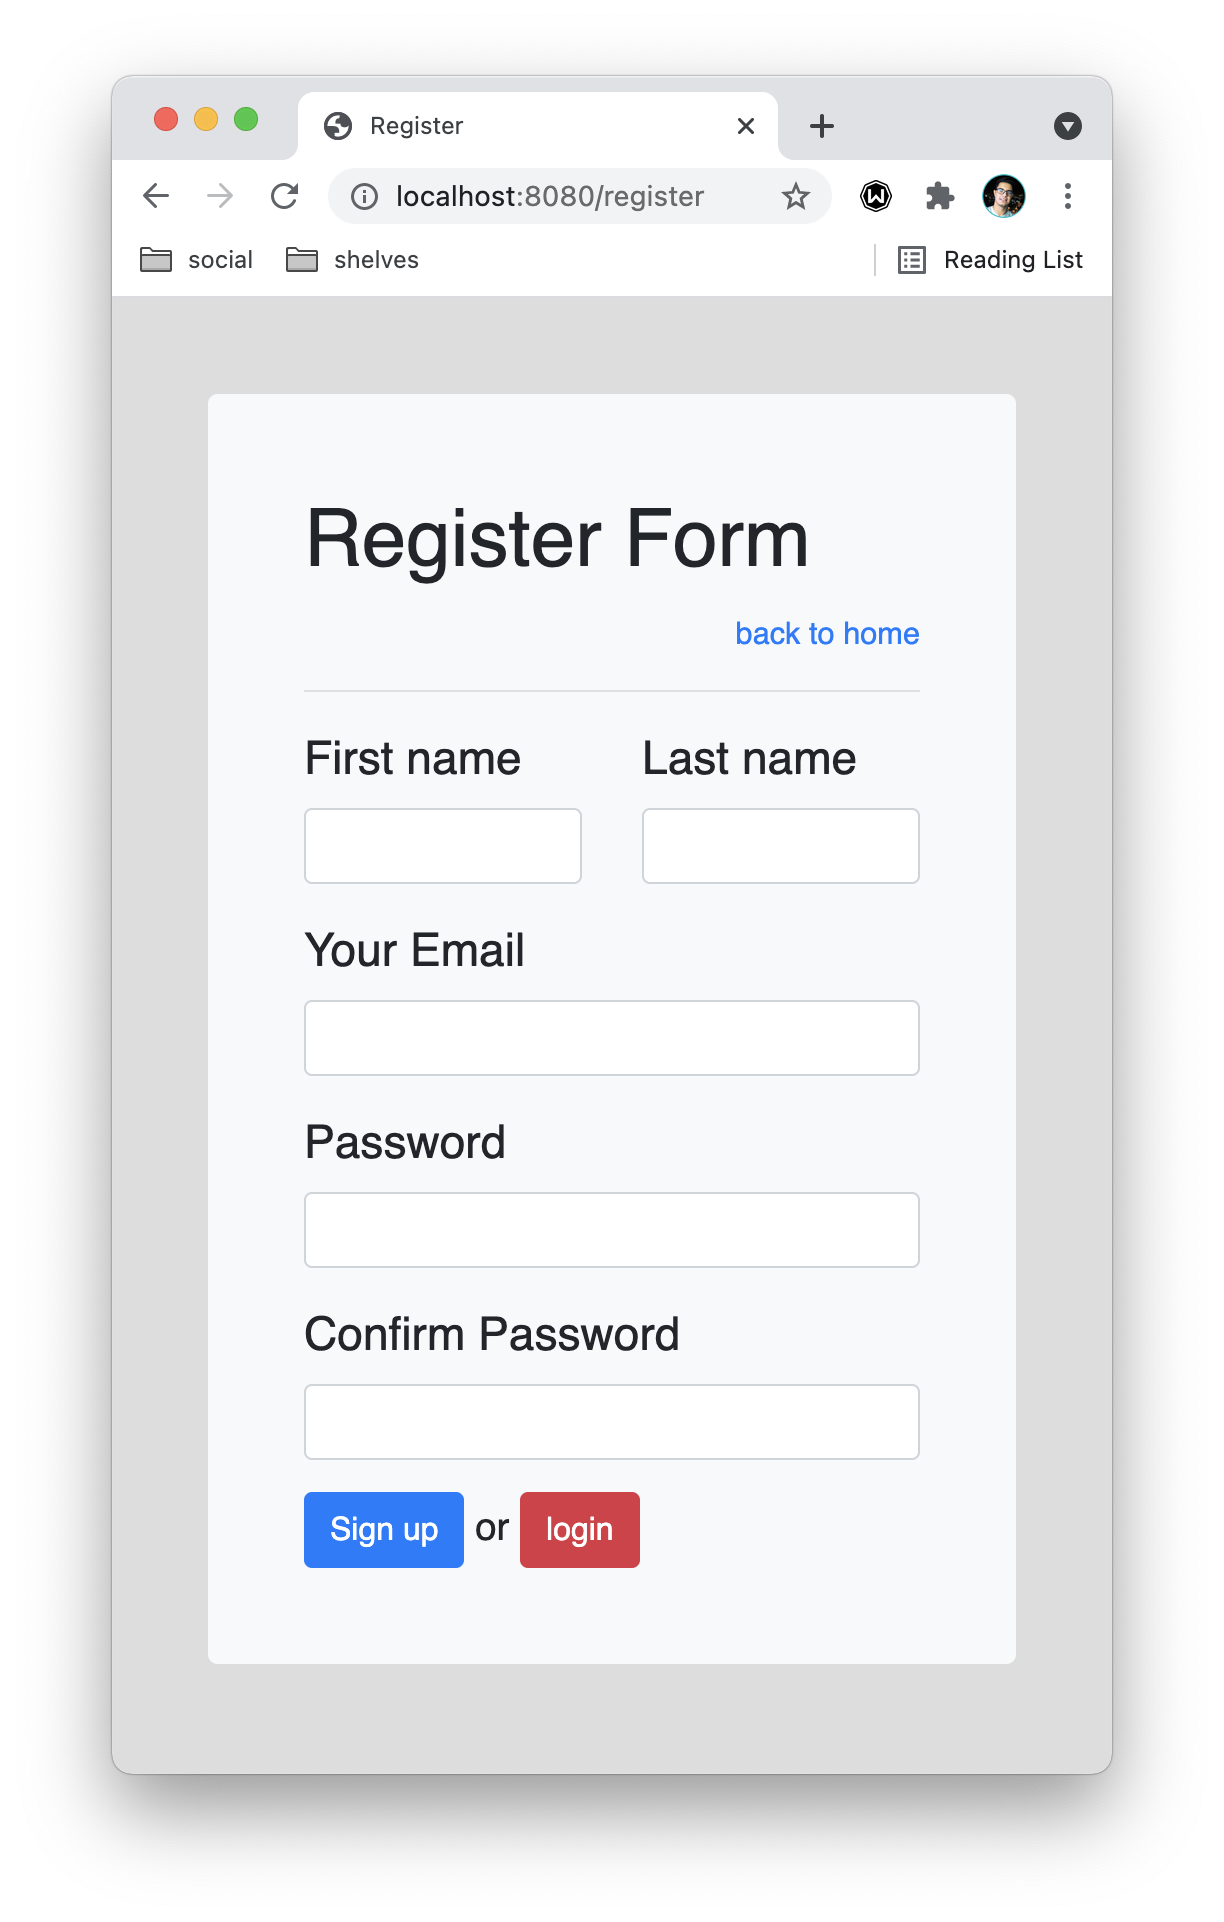 Register
localhost:8080/register
social shelves Reading List
Register Form
back to home
First name Last name
Your Email
Password
Confirm Password
Sign up or login